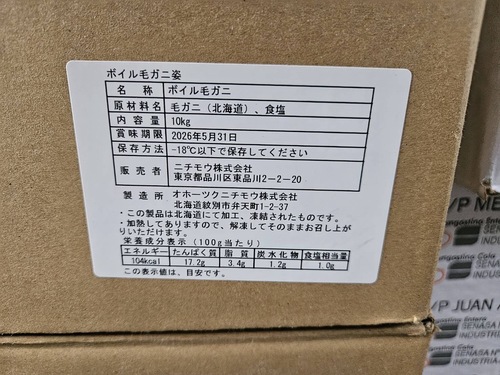 ボイル毛ガニ姿
名 称 ボイル毛ガニ
原材料名 毛ガニ（北海道）、食塩
内容量 10kg
賞味期限 2026年5月31日
保存方法 -18℃以下で保存してください
販売者 ニチモウ株式会社
東京都品川区東品川2-2-20
製造所 オホーツクニチモウ株式会社
北海道紋別市弁天町1-2-37
・この製品は北海道にて加工、凍結されたものです。
・加熱してありますので、解凍してそのままお召し上が
りいただけます。
栄養成分表示（100g当たり）
エネルギー たんぱく質 脂質 炭水化物 食塩相当量
104kcal 17.2g 3.4g 1.2g 1.0g
この表示値は、目安です。
/P JUAN
SENASA
INDUSTRIA
SENASA
INDUSTRIA